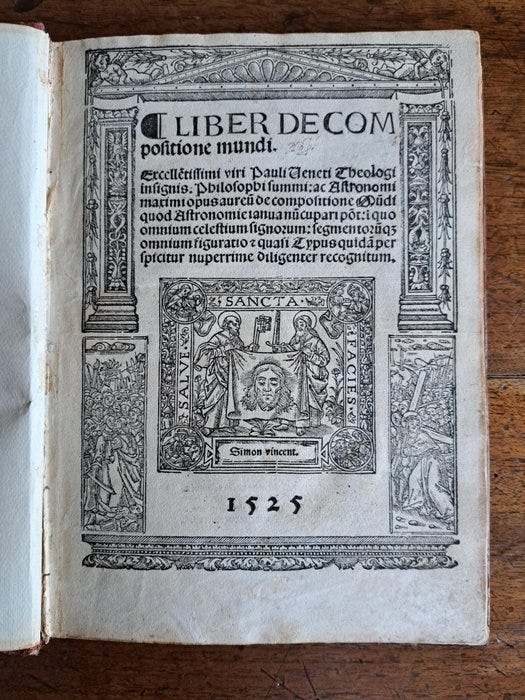 ¶ LIBER DE COM
positione mundi.
Excellētissimi viri Pauli Veneti Theologi
insignis: Philosophi summi: ac Astronomi
maximi opus aureū de compositione Mūdi
quod Astronomie ianua nūcupari pōt: i quo
omnium celestium signorum: segmentorūqꝫ
omnium figuratio ⁊ quasi Typus quidā per
spicitur nuperrime diligenter recognitum.
SALVE SANCTA FACIES
Simon vincent.
1525